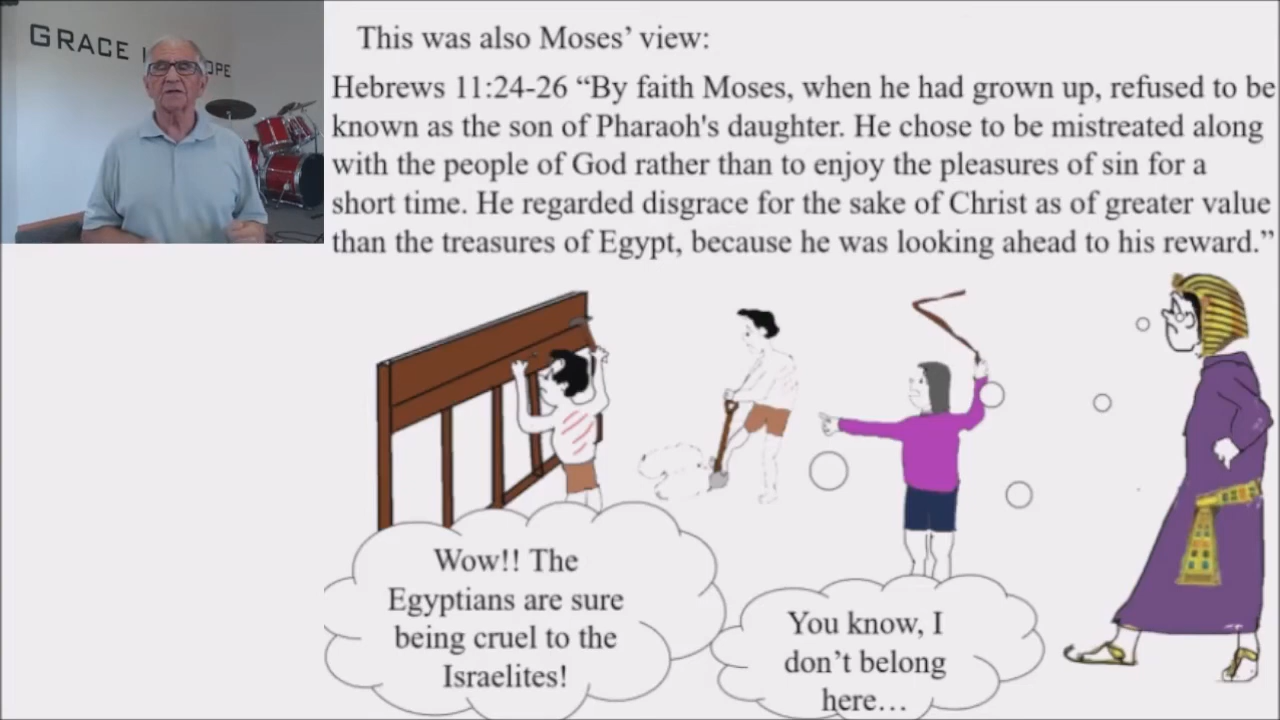 GRACE
OPE
This was also Moses’ view:
Hebrews 11:24-26 “By faith Moses, when he had grown up, refused to be
known as the son of Pharaoh's daughter. He chose to be mistreated along
with the people of God rather than to enjoy the pleasures of sin for a
short time. He regarded disgrace for the sake of Christ as of greater value
than the treasures of Egypt, because he was looking ahead to his reward.”
Wow!! The
Egyptians are sure
being cruel to the
Israelites!
You know, I
don’t belong
here…